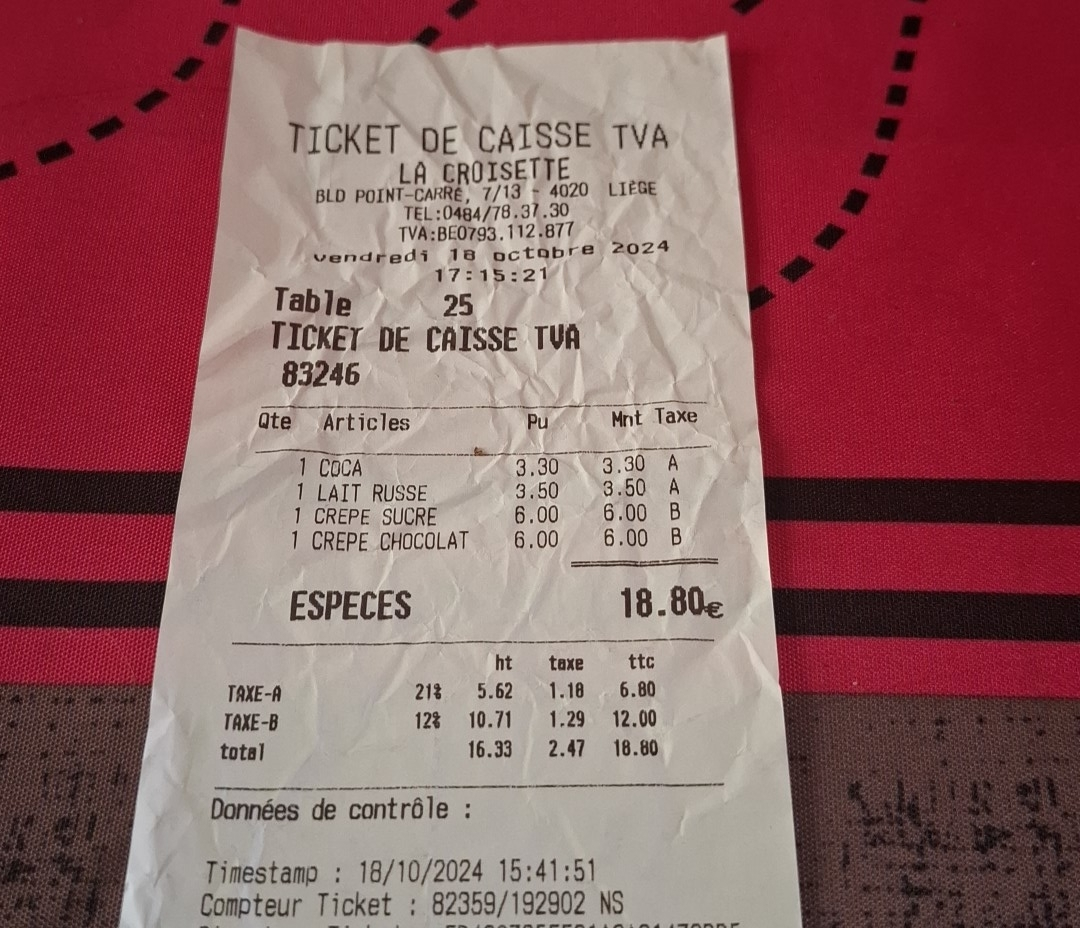 TICKET DE CAISSE TVA
LA CROISETTE
BLD POINT-CARRÉ, 7/13 - 4020 LIÈGE
TEL:0484/78.37.30
TVA:BE0793.112.877
vendredi 18 octobre 2024
17:15:21
Table 25
TICKET DE CAISSE TVA
83246
Qte Articles Pu Mnt Taxe
1 COCA 3.30 3.30 A
1 LAIT RUSSE 3.50 3.50 A
1 CREPE SUCRE 6.00 6.00 B
1 CREPE CHOCOLAT 6.00 6.00 B
ESPECES 18.80€
ht taxe ttc
TAXE-A 21% 5.62 1.18 6.80
TAXE-B 12% 10.71 1.29 12.00
total 16.33 2.47 18.80
Données de contrôle :
Timestamp : 18/10/2024 15:41:51
Compteur Ticket : 82359/192902 NS